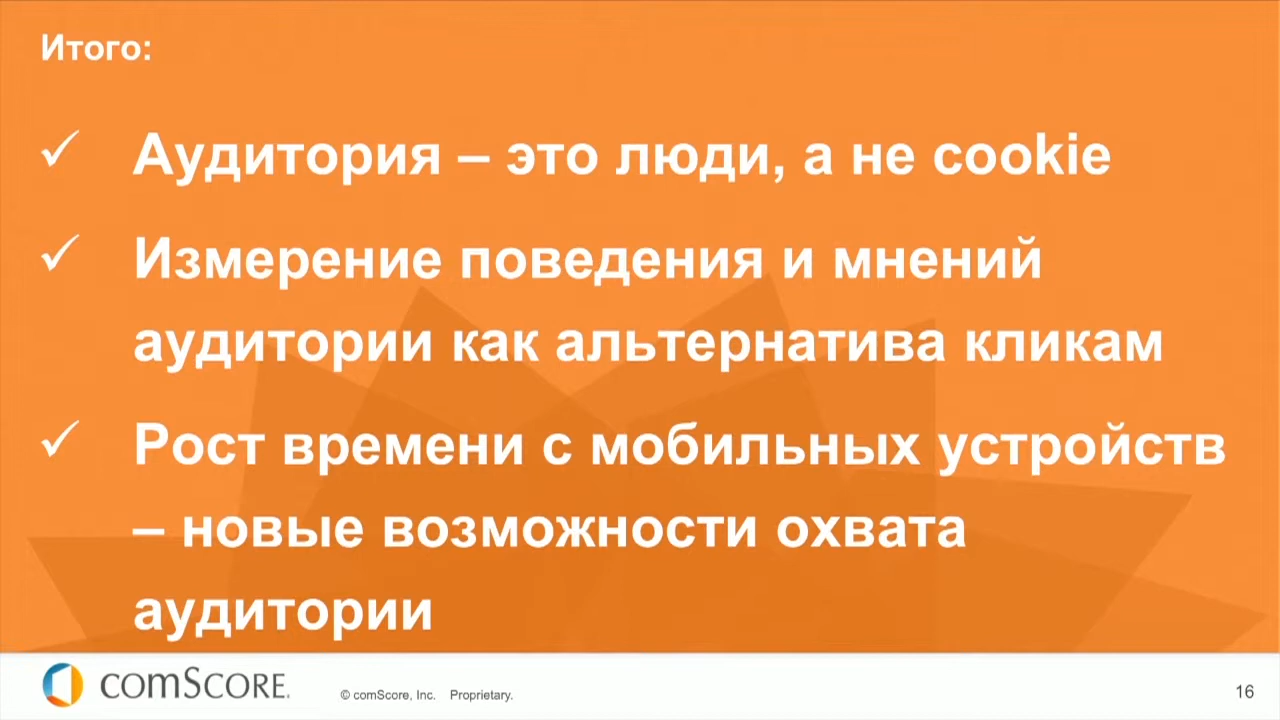 Итого:
✓ Аудитория – это люди, а не cookie
✓ Измерение поведения и мнений
аудитории как альтернатива кликам
✓ Рост времени с мобильных устройств
– новые возможности охвата
аудитории
comScore.
© comScore, Inc. Proprietary.
16